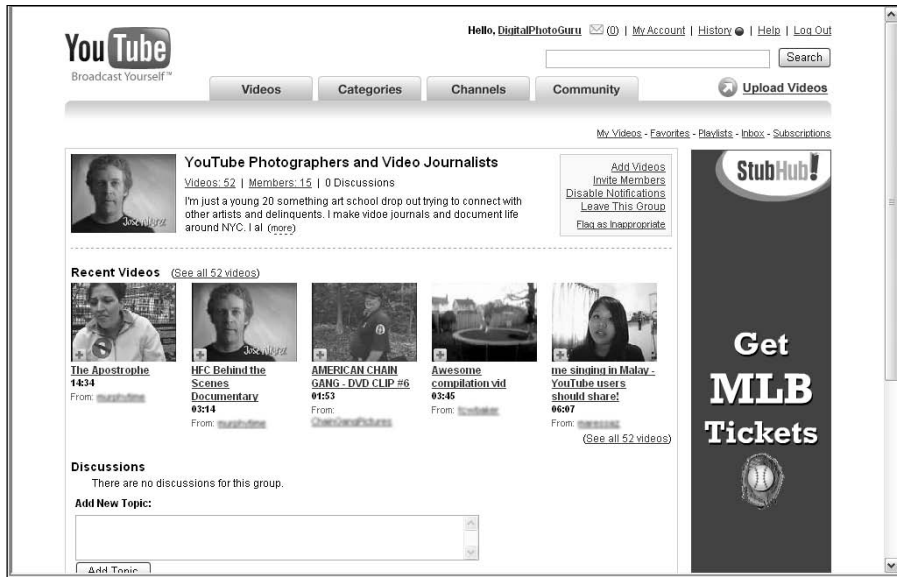 Hello, DigitalPhotoGuru (0) | My Account | History | Help | Log Out
You Tube
Broadcast Yourself™
Search
Videos
Categories
Channels
Community
Upload Videos
My Videos - Favorites - Playlists - Inbox - Subscriptions
YouTube Photographers and Video Journalists
Videos: 52 | Members: 15 | 0 Discussions
I'm just a young 20 something art school drop out trying to connect with
other artists and delinquents. I make vidoe journals and document life
around NYC. I al (more)
Add Videos
Invite Members
Disable Notifications
Leave This Group
Flag as Inappropriate
StubHub!
Recent Videos (See all 52 videos)
The Apostrophe
14:34
From:
HFC Behind the
Scenes
Documentary
03:14
From:
AMERICAN CHAIN
GANG - DVD CLIP #6
01:53
From:
Awesome
compilation vid
03:45
From:
me singing in Malay -
YouTube users
should share!
06:07
From:
(See all 52 videos)
Get
MLB
Tickets
Discussions
There are no discussions for this group.
Add New Topic:
Add Topic